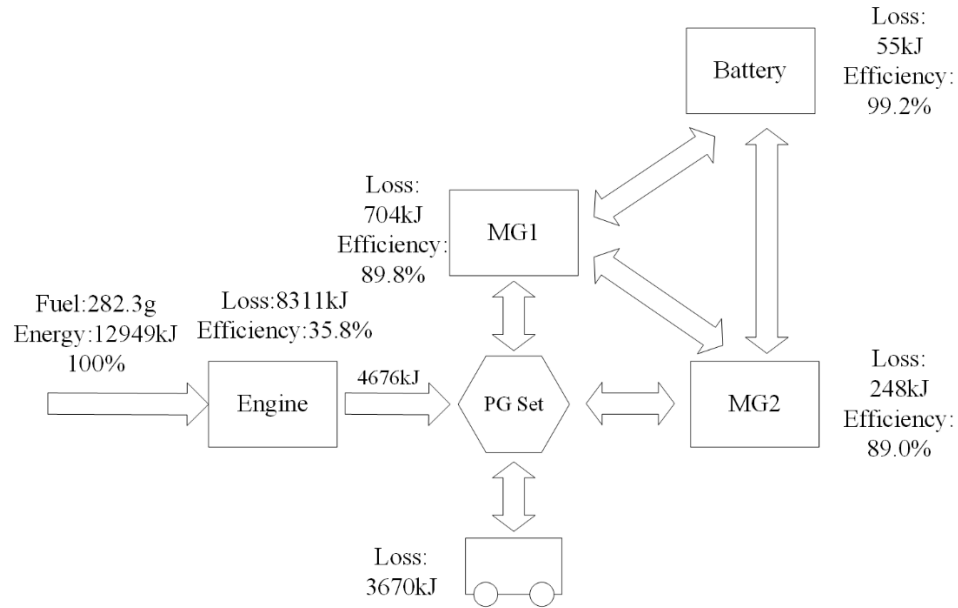 Loss:
55kJ
Efficiency:
99.2%
Battery
Loss:
704kJ
Efficiency:
89.8%
MG1
Fuel:282.3g
Energy:12949kJ
100%
Loss:8311kJ
Efficiency:35.8%
Engine
4676kJ
PG Set
MG2
Loss:
248kJ
Efficiency:
89.0%
Loss:
3670kJ